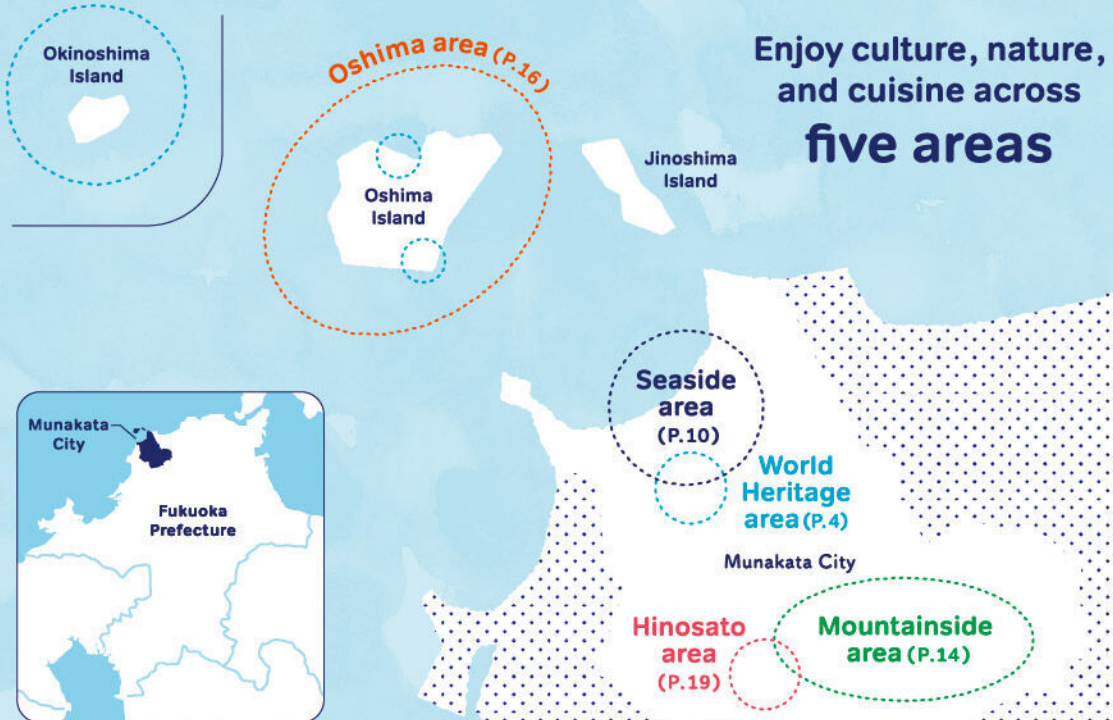 Okinoshima
Island
Oshima area (P.16)
Enjoy culture, nature,
and cuisine across
five areas
Oshima
Island
Jinoshima
Island
Seaside
area
(P.10)
World
Heritage
area (P.4)
Munakata City
Hinosato
area
(P.19)
Mountainside
area (P.14)
Munakata
City
Fukuoka
Prefecture